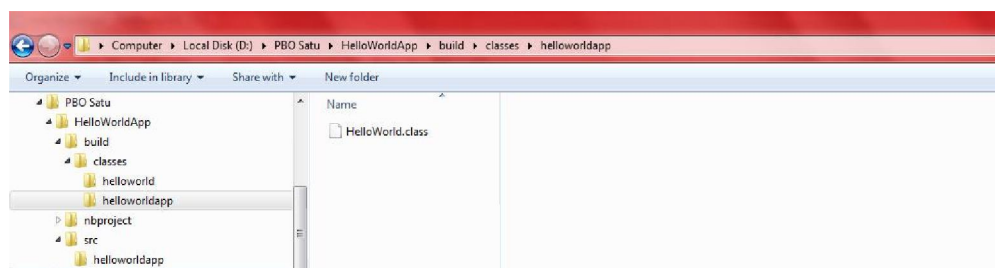 Computer Local Disk (D:) PBO Satu HelloWorldApp build classes helloworldapp
Organize Include in library Share with New folder
PBO Satu
HelloWorldApp
build
classes
helloworld
helloworldapp
nbproject
src
helloworldapp
Name
HelloWorld.class